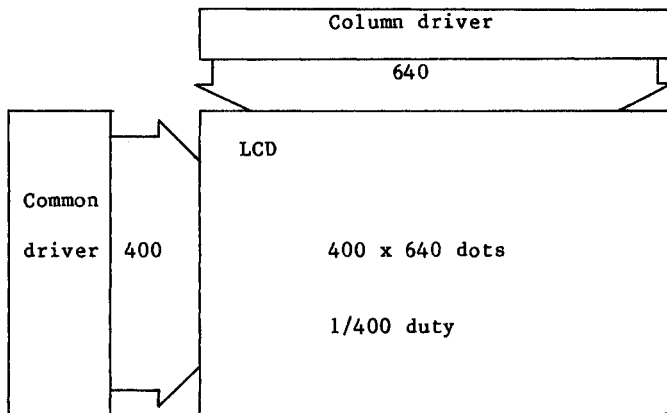 Column driver
640
LCD
Common
driver 400
400 x 640 dots
1/400 duty